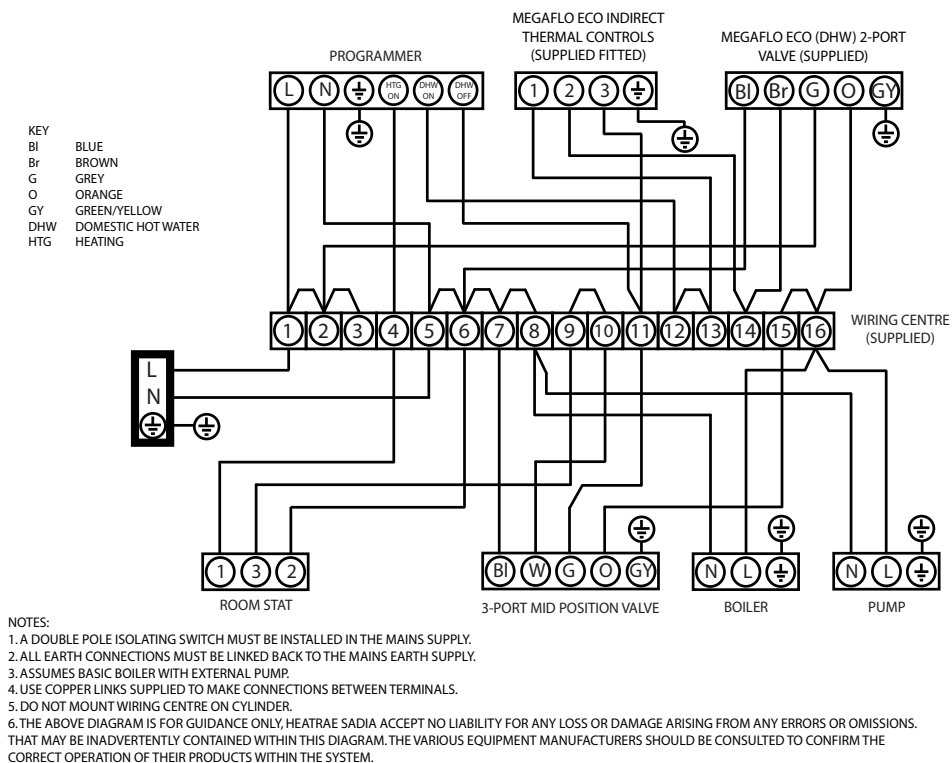 MEGAFLO ECO INDIRECT
THERMAL CONTROLS
(SUPPLIED FITTED)
MEGAFLO ECO (DHW) 2-PORT
VALVE (SUPPLIED)
PROGRAMMER
L N HTG ON DHW ON DHW OFF
1 2 3
Bl Br G O GY
KEY
Bl BLUE
Br BROWN
G GREY
O ORANGE
GY GREEN/YELLOW
DHW DOMESTIC HOT WATER
HTG HEATING
1 2 3 4 5 6 7 8 9 10 11 12 13 14 15 16
WIRING CENTRE
(SUPPLIED)
L
N
1 3 2
Bl W G O GY
N L
N L
ROOM STAT
3-PORT MID POSITION VALVE
BOILER
PUMP
NOTES:
1. A DOUBLE POLE ISOLATING SWITCH MUST BE INSTALLED IN THE MAINS SUPPLY.
2. ALL EARTH CONNECTIONS MUST BE LINKED BACK TO THE MAINS EARTH SUPPLY.
3. ASSUMES BASIC BOILER WITH EXTERNAL PUMP.
4. USE COPPER LINKS SUPPLIED TO MAKE CONNECTIONS BETWEEN TERMINALS.
5. DO NOT MOUNT WIRING CENTRE ON CYLINDER.
6. THE ABOVE DIAGRAM IS FOR GUIDANCE ONLY, HEATRAE SADIA ACCEPT NO LIABILITY FOR ANY LOSS OR DAMAGE ARISING FROM ANY ERRORS OR OMISSIONS.
THAT MAY BE INADVERTENTLY CONTAINED WITHIN THIS DIAGRAM. THE VARIOUS EQUIPMENT MANUFACTURERS SHOULD BE CONSULTED TO CONFIRM THE
CORRECT OPERATION OF THEIR PRODUCTS WITHIN THE SYSTEM.